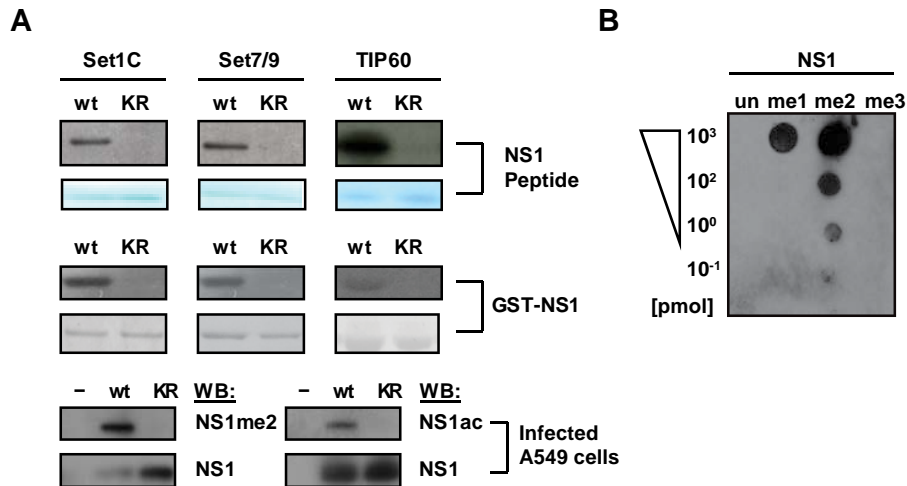 A
Set1C Set7/9 TIP60
wt KR wt KR wt KR
NS1
Peptide
wt KR wt KR wt KR
GST-NS1
– wt KR WB: – wt KR WB:
NS1me2 NS1ac
NS1 NS1
Infected
A549 cells
B
NS1
un me1 me2 me3
10³
10²
10⁰
10⁻¹
[pmol]